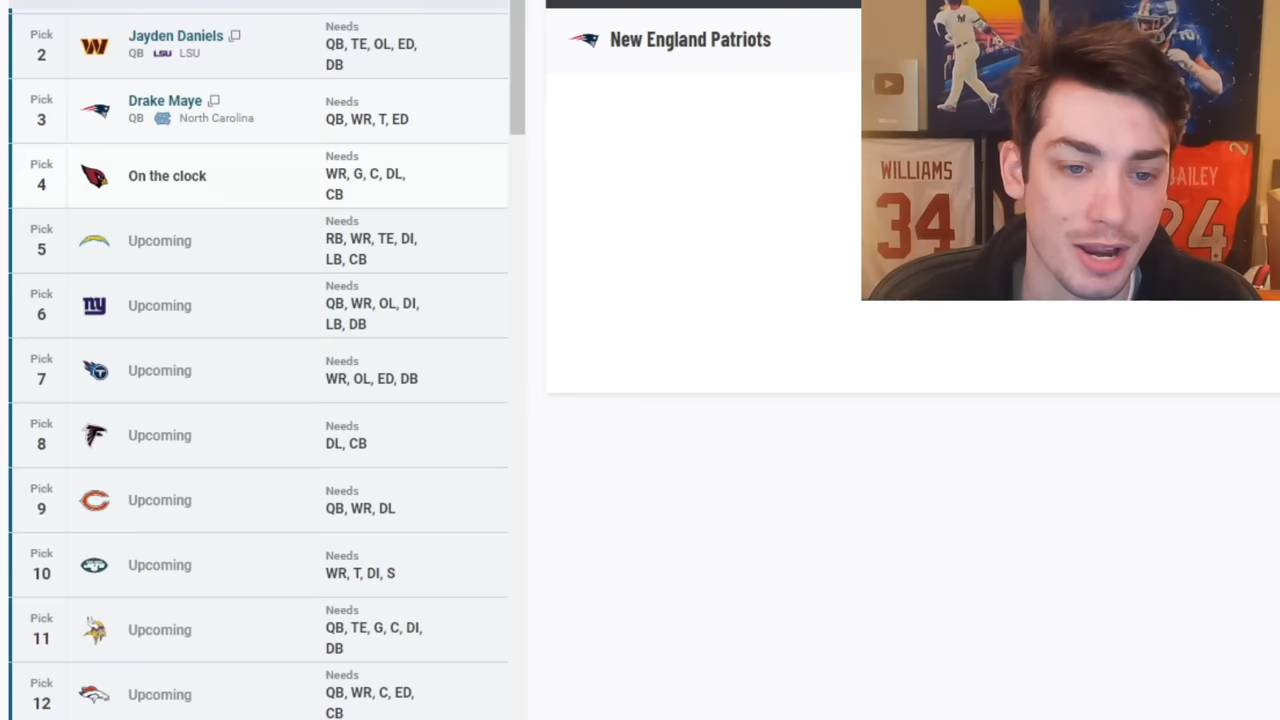 Pick
2
Jayden Daniels
QB LSU LSU
Needs
QB, TE, OL, ED,
DB
Pick
3
Drake Maye
QB North Carolina
Needs
QB, WR, T, ED
Pick
4
On the clock
Needs
WR, G, C, DL,
CB
Pick
5
Upcoming
Needs
RB, WR, TE, DI,
LB, CB
Pick
6
ny
Upcoming
Needs
QB, WR, OL, DI,
LB, DB
Pick
7
Upcoming
Needs
WR, OL, ED, DB
Pick
8
Upcoming
Needs
DL, CB
Pick
9
Upcoming
Needs
QB, WR, DL
Pick
10
Upcoming
Needs
WR, T, DI, S
Pick
11
Upcoming
Needs
QB, TE, G, C, DI,
DB
Pick
12
Upcoming
Needs
QB, WR, C, ED,
CB
New England Patriots
WILLIAMS
34
BAILEY
24
2